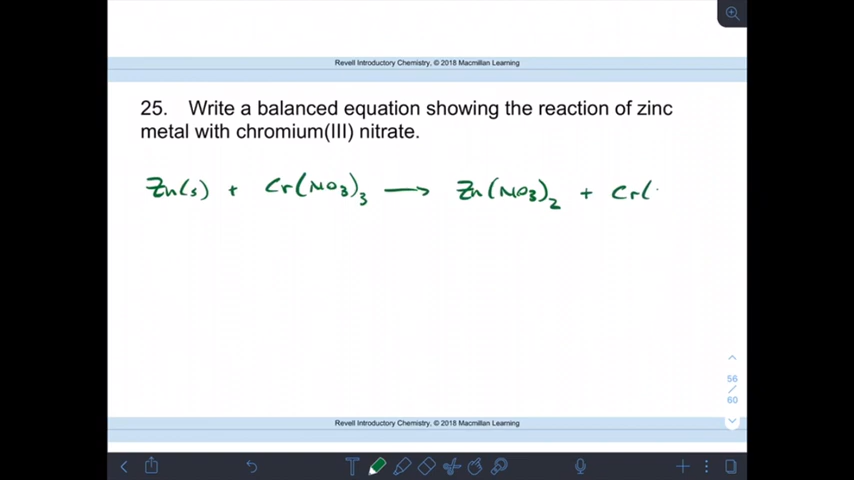 Revell Introductory Chemistry, © 2018 Macmillan Learning
25. Write a balanced equation showing the reaction of zinc
metal with chromium(III) nitrate.
Zn(s) + Cr(NO3)3 → Zn(NO3)2 + Cr(
56
/
60
Revell Introductory Chemistry, © 2018 Macmillan Learning
T